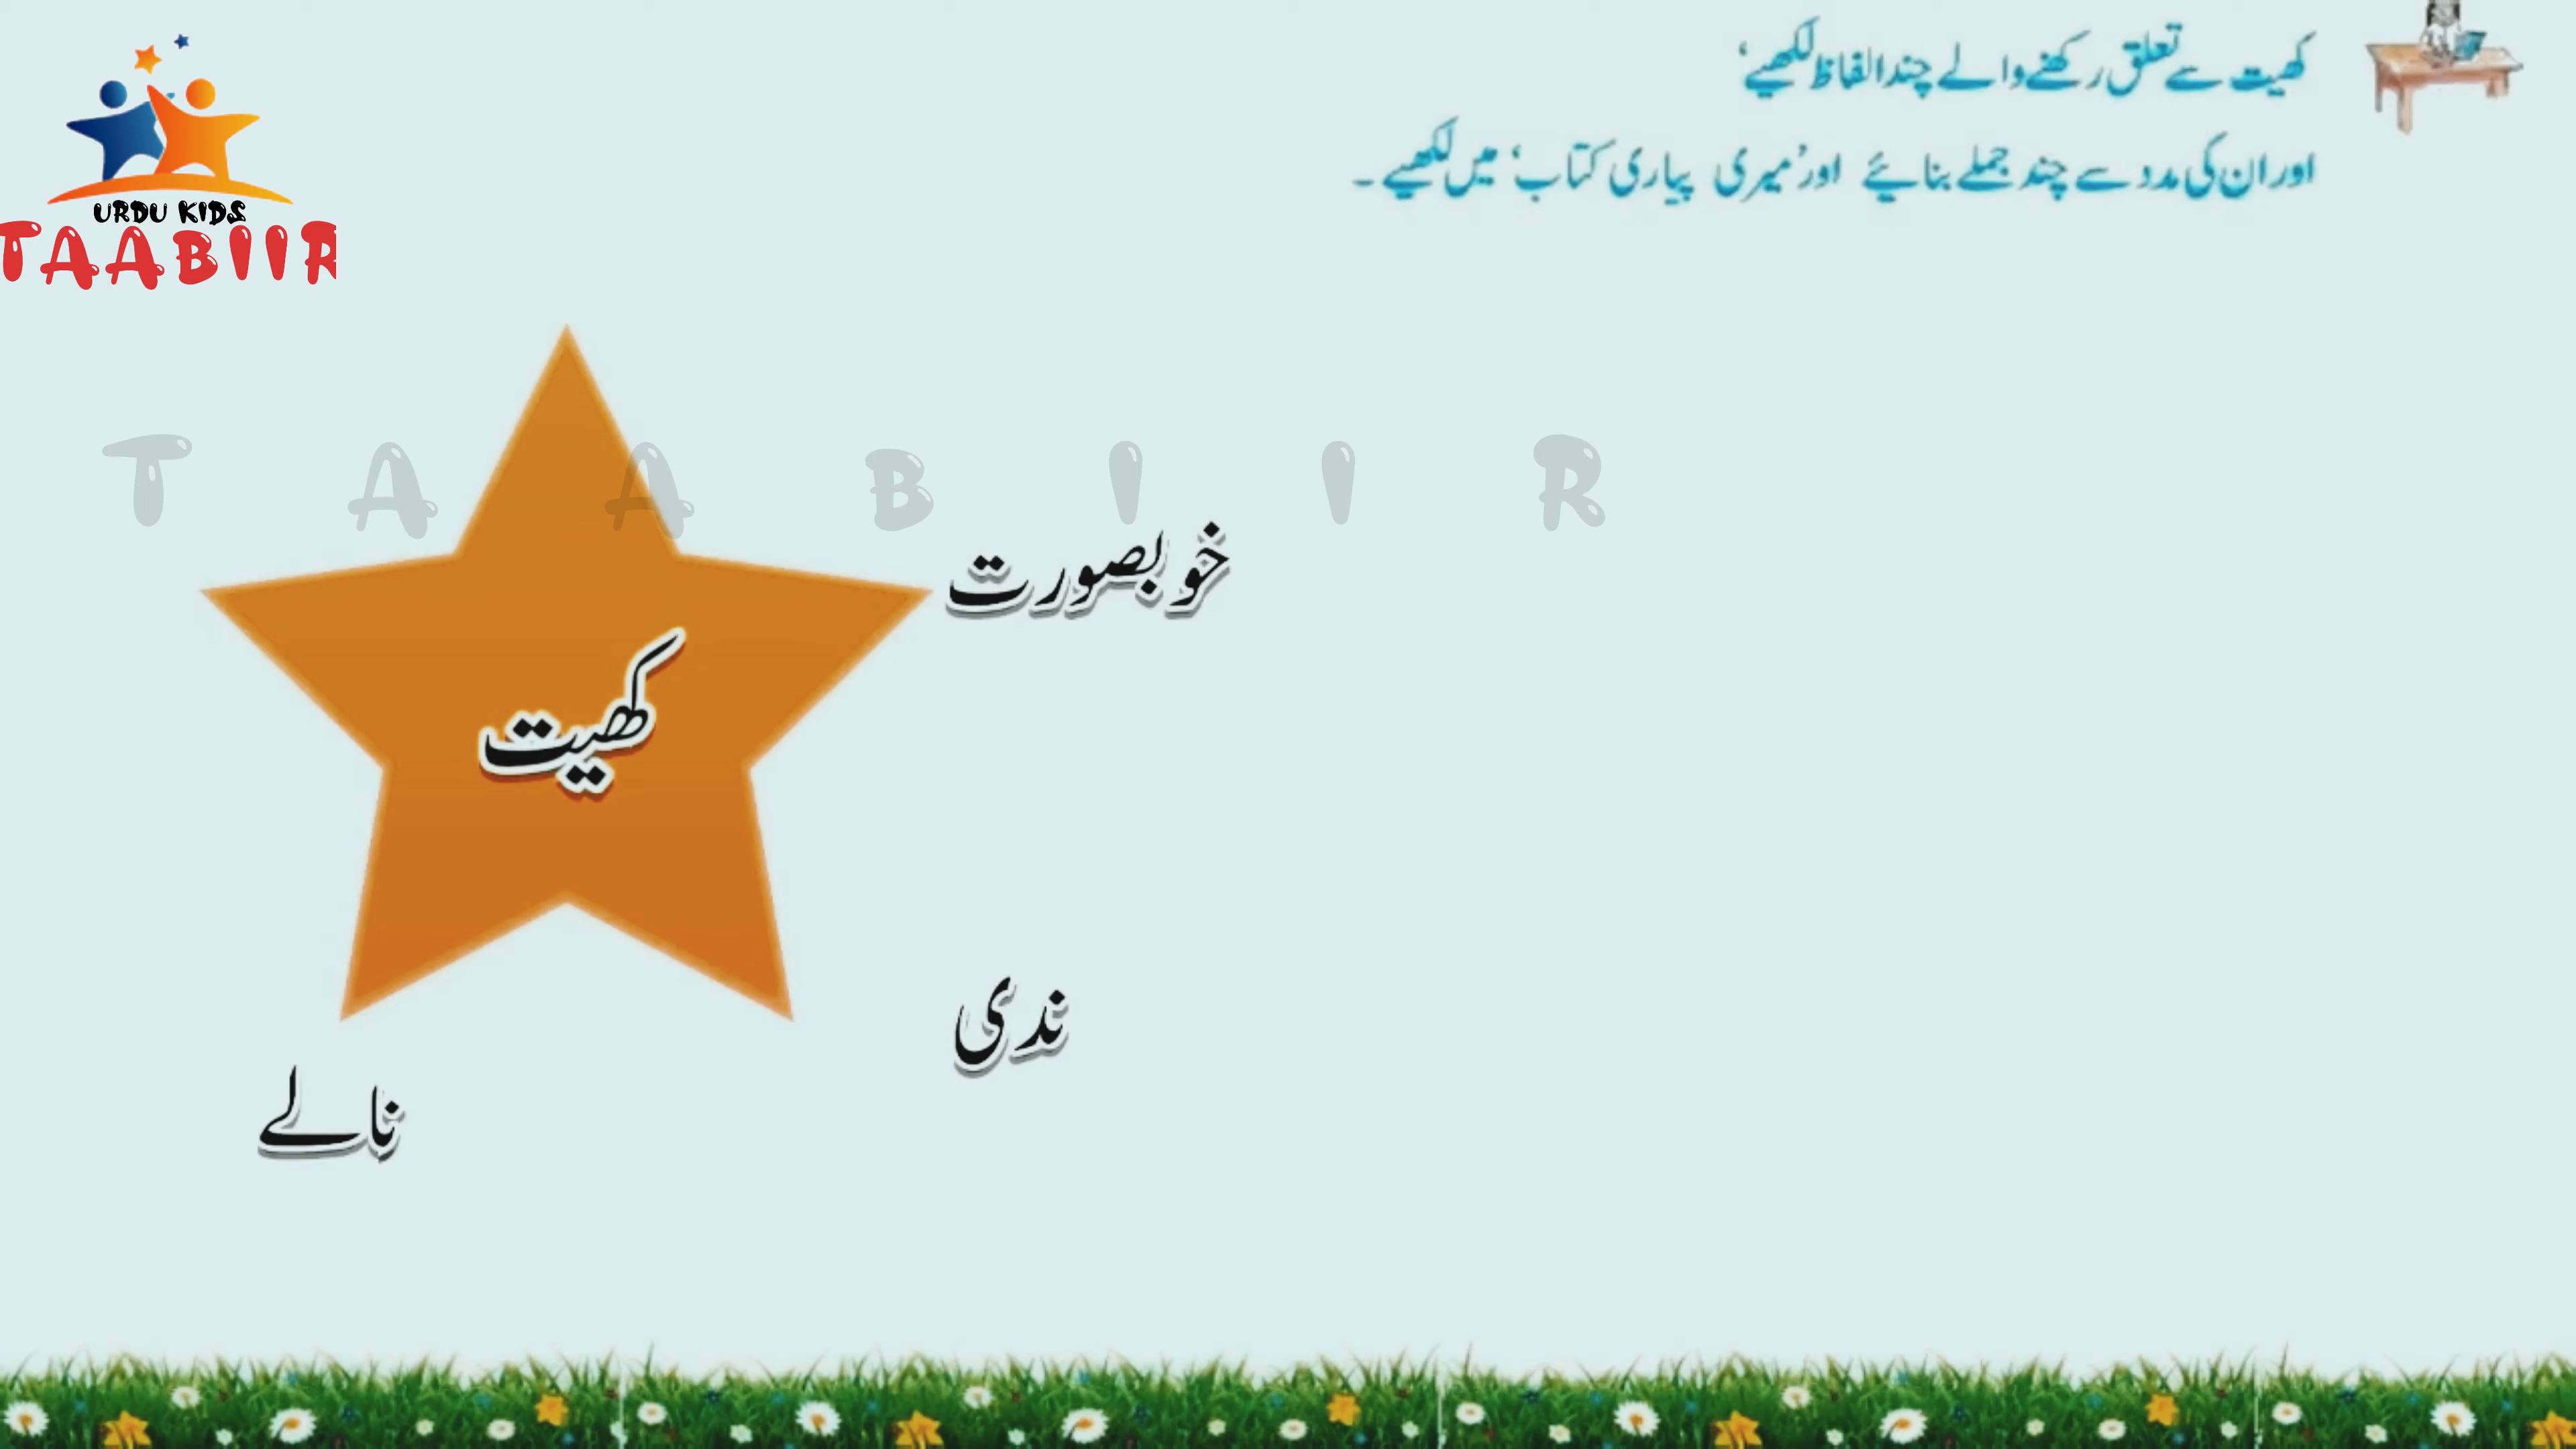 کھیت سے تعلق رکھنے والے چند الفاظ لکھیے،
اور ان کی مدد سے چند جملے بنائیے اور ’میری پیاری کتاب‘ میں لکھیے۔
URDU KIDS
TAABIIR
T A A B I I R
خوبصورت
کھیت
ندی
نالے